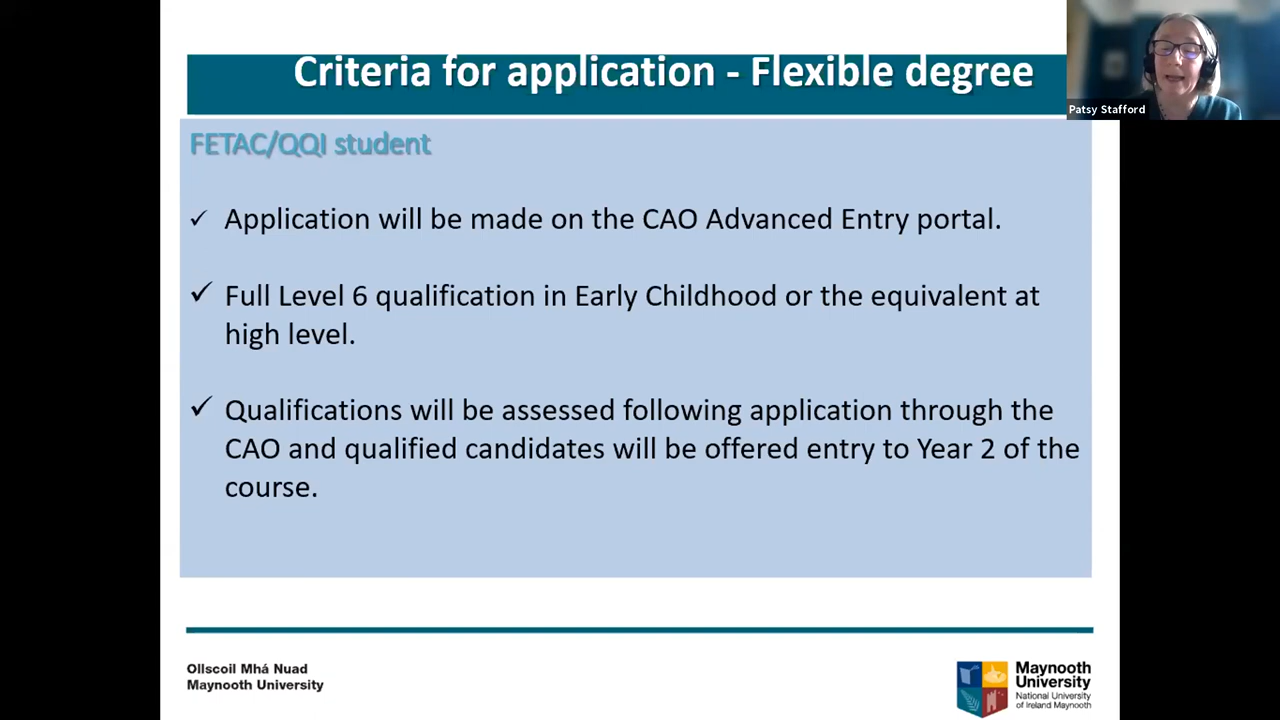 Criteria for application - Flexible degree
Patsy Stafford
FETAC/QQI student
✓ Application will be made on the CAO Advanced Entry portal.
✓ Full Level 6 qualification in Early Childhood or the equivalent at
high level.
✓ Qualifications will be assessed following application through the
CAO and qualified candidates will be offered entry to Year 2 of the
course.
Ollscoil Mhá Nuad
Maynooth University
Maynooth
University
National University
of Ireland Maynooth